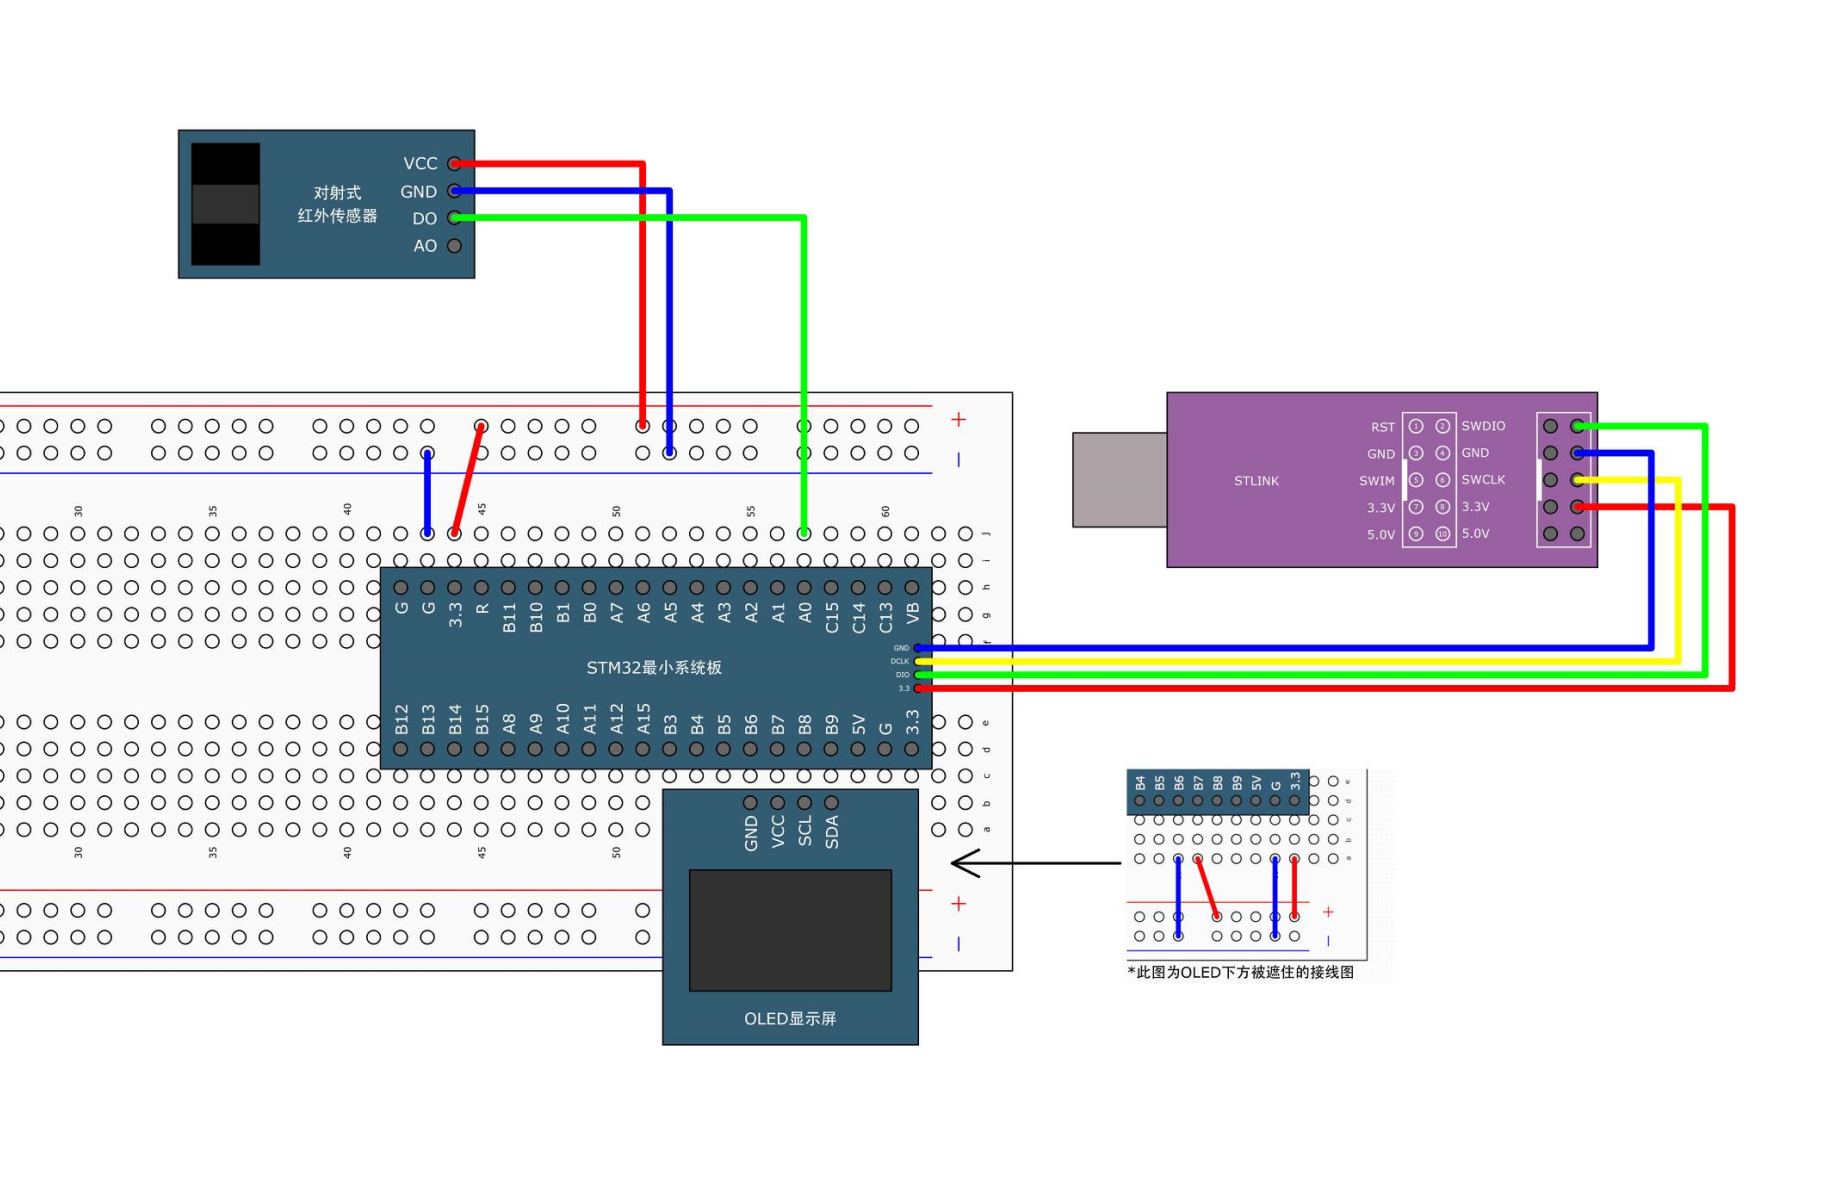 VCC
GND
DO
AO
对射式
红外传感器
+
−
30
35
40
45
50
55
60
j
i
h
g
f
G
G
3.3
R
B11
B10
B1
B0
A7
A6
A5
A4
A3
A2
A1
A0
C15
C14
C13
VB
GND
DCLK
DIO
3.3
STM32最小系统板
B12
B13
B14
B15
A8
A9
A10
A11
A12
A15
B3
B4
B5
B6
B7
B8
B9
5V
G
3.3
e
d
c
b
a
30
35
40
45
50
GND
VCC
SCL
SDA
+
−
OLED显示屏
STLINK
RST 1 2 SWDIO
GND 3 4 GND
SWIM 5 6 SWCLK
3.3V 7 8 3.3V
5.0V 9 10 5.0V
B4
B5
B6
B7
B8
B9
5V
G
3.3
e
d
c
b
a
+
−
*此图为OLED下方被遮住的接线图